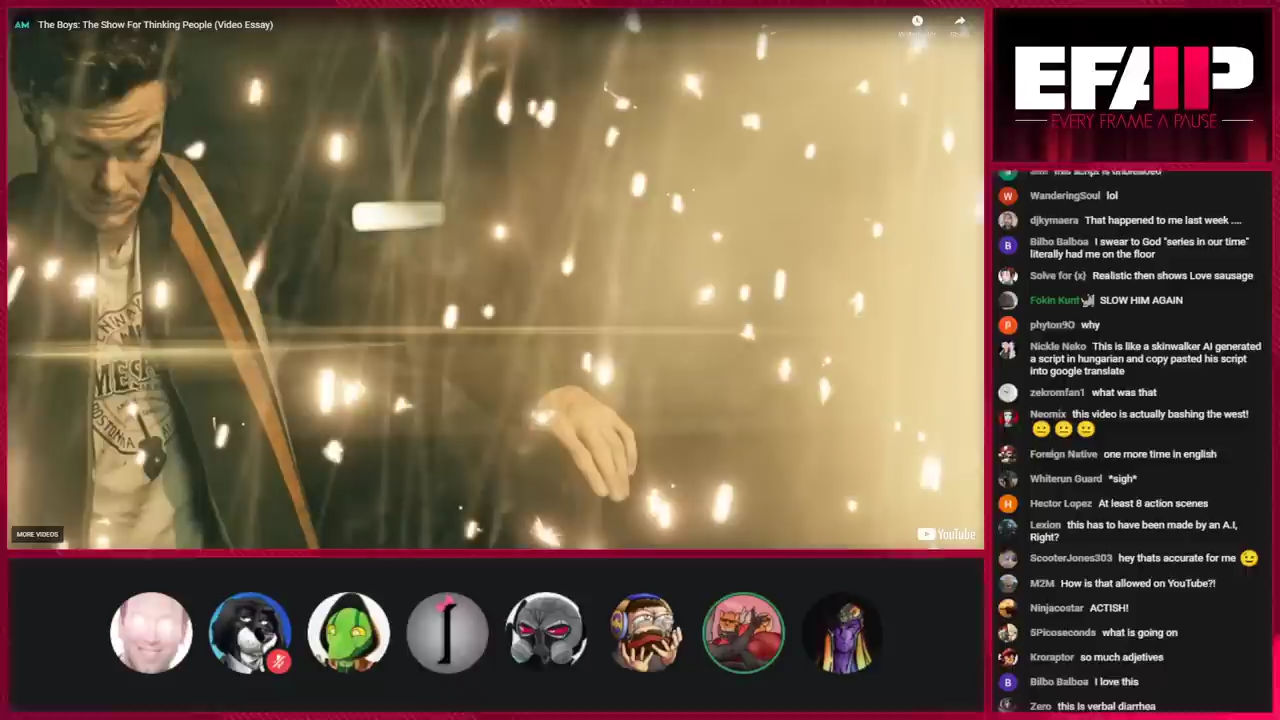 AM The Boys: The Show For Thinking People (Video Essay)
MORE VIDEOS
YouTube
EFAP
EVERY FRAME A PAUSE
WanderingSoul lol
djkymaera That happened to me last week ....
Bilbo Balboa I swear to God "series in our time"
literally had me on the floor
Solve for {x} Realistic then shows Love sausage
Fokin Kunt SLOW HIM AGAIN
phyton90 why
Nickle Neko This is like a skinwalker AI generated
a script in hungarian and copy pasted his script
into google translate
zekromfan1 what was that
Neomix this video is actually bashing the west!
Foreign Native one more time in english
Whiterun Guard *sigh*
Hector Lopez At least 8 action scenes
Lexion this has to have been made by an A.I,
Right?
ScooterJones303 hey thats accurate for me
M2M How is that allowed on YouTube?!
Ninjacostar ACTISH!
5Picoseconds what is going on
Kroraptor so much adjetives
Bilbo Balboa I love this
Zero this is verbal diarrhea